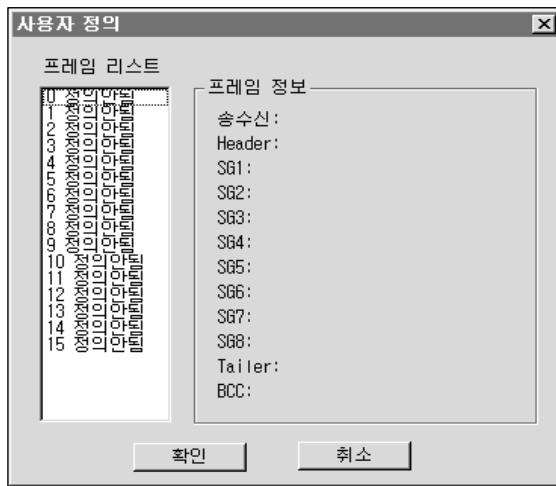 사용자 정의
프레임 리스트
0 정의안됨
1 정의안됨
2 정의안됨
3 정의안됨
4 정의안됨
5 정의안됨
6 정의안됨
7 정의안됨
8 정의안됨
9 정의안됨
10 정의안됨
11 정의안됨
12 정의안됨
13 정의안됨
14 정의안됨
15 정의안됨
프레임 정보
송수신:
Header:
SG1:
SG2:
SG3:
SG4:
SG5:
SG6:
SG7:
SG8:
Tailer:
BCC:
확인
취소